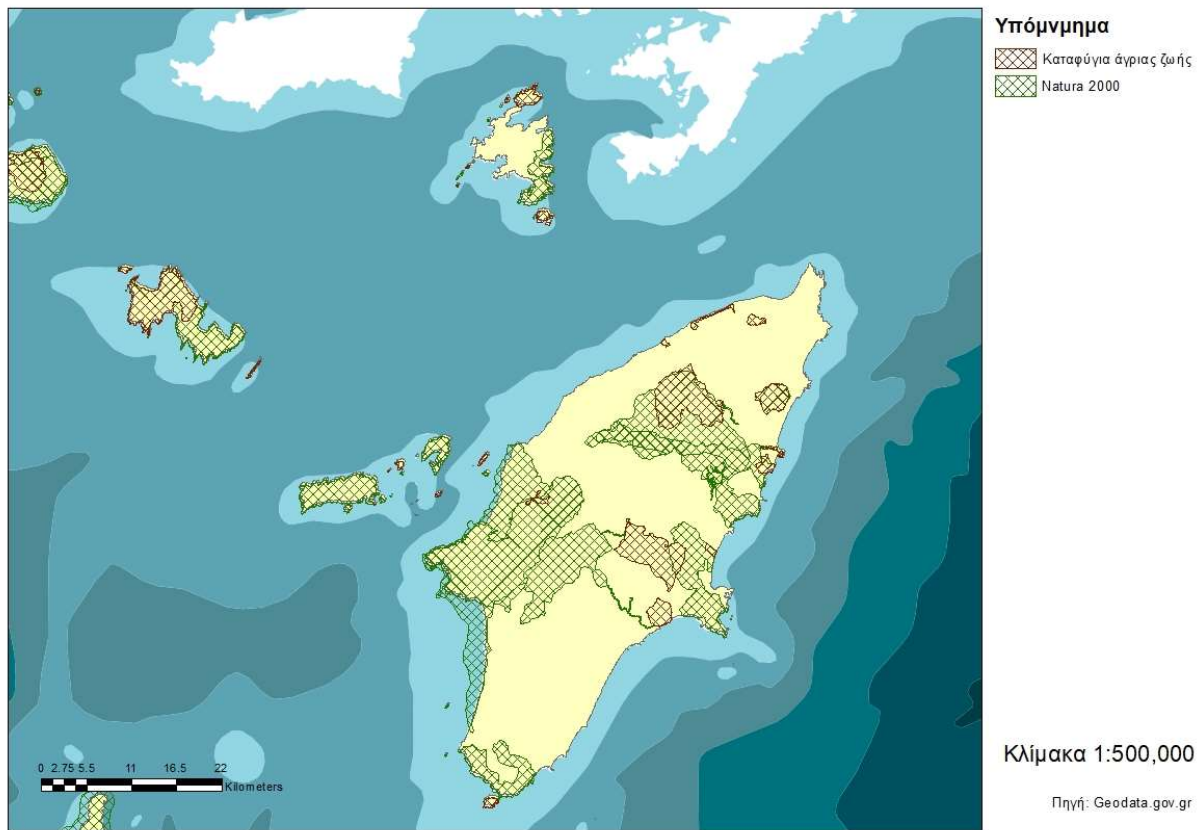 Υπόμνημα
Καταφύγια άγριας ζωής
Natura 2000
0 2.75 5.5 11 16.5 22
Kilometers
Κλίμακα 1:500,000
Πηγή: Geodata.gov.gr